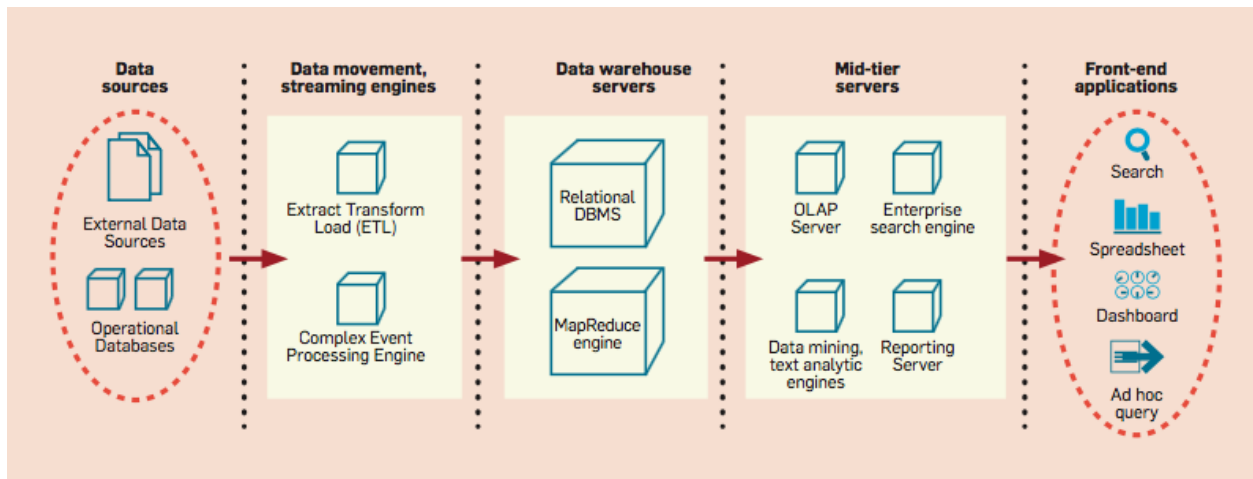 Data
sources
Data movement,
streaming engines
Data warehouse
servers
Mid-tier
servers
Front-end
applications
External Data
Sources
Operational
Databases
Extract Transform
Load (ETL)
Complex Event
Processing Engine
Relational
DBMS
MapReduce
engine
OLAP
Server
Enterprise
search engine
Data mining,
text analytic
engines
Reporting
Server
Search
Spreadsheet
Dashboard
Ad hoc
query